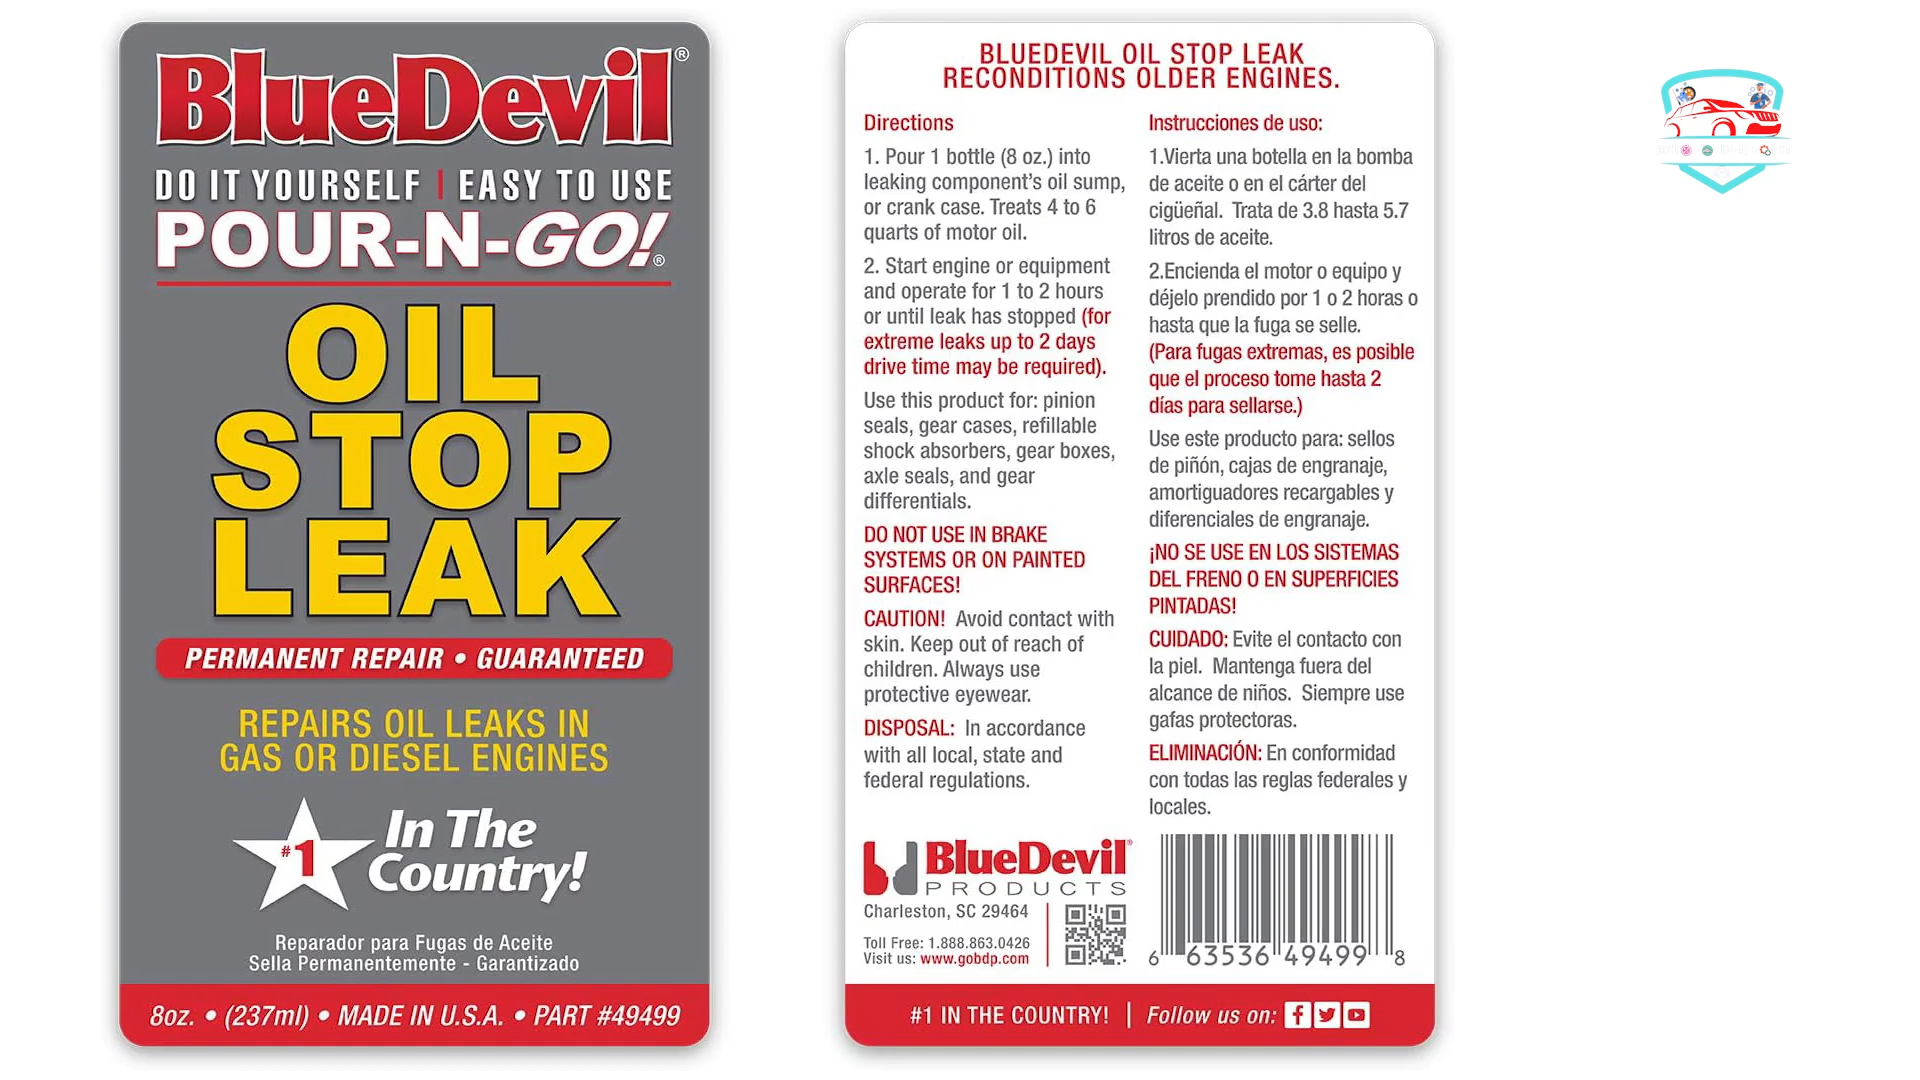 BlueDevil®
DO IT YOURSELF | EASY TO USE
POUR-N-GO!®
OIL
STOP
LEAK
PERMANENT REPAIR • GUARANTEED
REPAIRS OIL LEAKS IN
GAS OR DIESEL ENGINES
#1
In The
Country!
Reparador para Fugas de Aceite
Sella Permanentemente - Garantizado
8oz. • (237ml) • MADE IN U.S.A. • PART #49499
BLUEDEVIL OIL STOP LEAK
RECONDITIONS OLDER ENGINES.
Directions
1. Pour 1 bottle (8 oz.) into
leaking component's oil sump,
or crank case. Treats 4 to 6
quarts of motor oil.
2. Start engine or equipment
and operate for 1 to 2 hours
or until leak has stopped (for
extreme leaks up to 2 days
drive time may be required).
Use this product for: pinion
seals, gear cases, refillable
shock absorbers, gear boxes,
axle seals, and gear
differentials.
DO NOT USE IN BRAKE
SYSTEMS OR ON PAINTED
SURFACES!
CAUTION! Avoid contact with
skin. Keep out of reach of
children. Always use
protective eyewear.
DISPOSAL: In accordance
with all local, state and
federal regulations.
Instrucciones de uso:
1.Vierta una botella en la bomba
de aceite o en el cárter del
cigüeñal. Trata de 3.8 hasta 5.7
litros de aceite.
2.Encienda el motor o equipo y
déjelo prendido por 1 o 2 horas o
hasta que la fuga se selle.
(Para fugas extremas, es posible
que el proceso tome hasta 2
días para sellarse.)
Use este producto para: sellos
de piñón, cajas de engranaje,
amortiguadores recargables y
diferenciales de engranaje.
¡NO SE USE EN LOS SISTEMAS
DEL FRENO O EN SUPERFICIES
PINTADAS!
CUIDADO: Evite el contacto con
la piel. Mantenga fuera del
alcance de niños. Siempre use
gafas protectoras.
ELIMINACIÓN: En conformidad
con todas las reglas federales y
locales.
BlueDevil®
PRODUCTS
Charleston, SC 29464
Toll Free: 1.888.863.0426
Visit us: www.gobdp.com
6 63536 49499 8
#1 IN THE COUNTRY! | Follow us on: